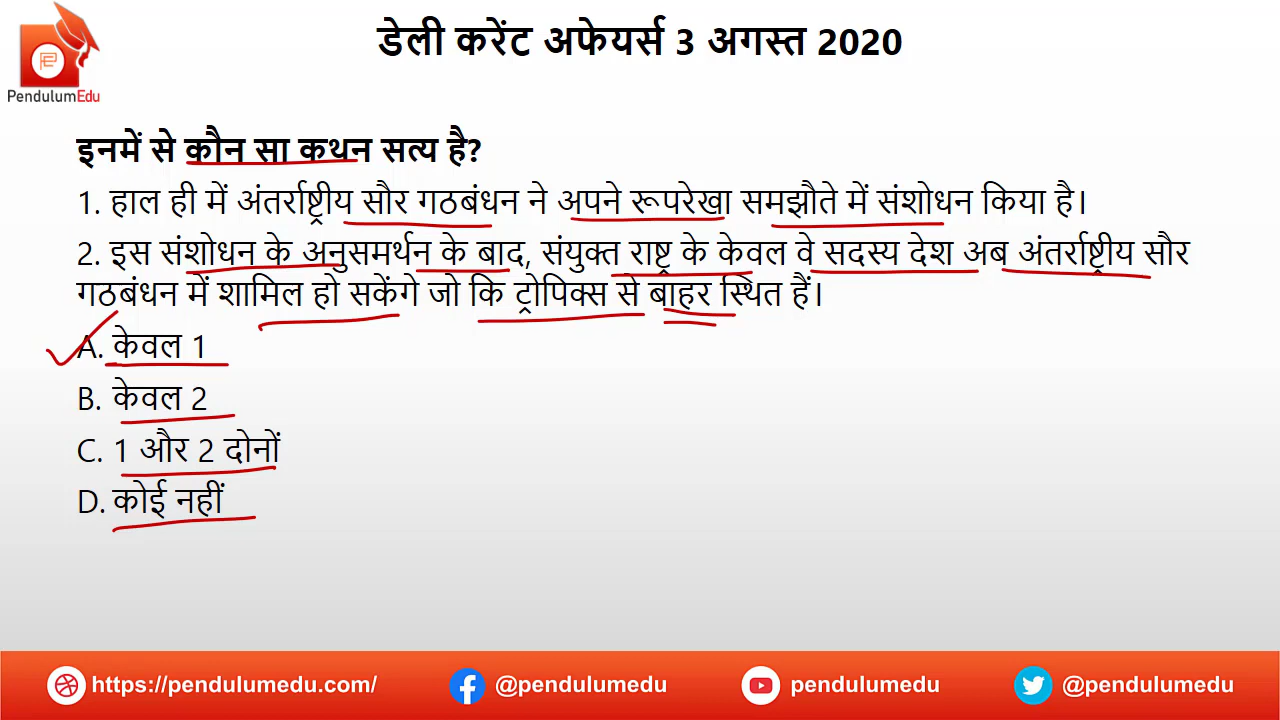 डेली करेंट अफेयर्स 3 अगस्त 2020
PendulumEdu
इनमें से कौन सा कथन सत्य है?
1. हाल ही में अंतर्राष्ट्रीय सौर गठबंधन ने अपने रूपरेखा समझौते में संशोधन किया है।
2. इस संशोधन के अनुसमर्थन के बाद, संयुक्त राष्ट्र के केवल वे सदस्य देश अब अंतर्राष्ट्रीय सौर
गठबंधन में शामिल हो सकेंगे जो कि ट्रोपिक्स से बाहर स्थित हैं।
A. केवल 1
B. केवल 2
C. 1 और 2 दोनों
D. कोई नहीं
https://pendulumedu.com/ @pendulumedu pendulumedu @pendulumedu